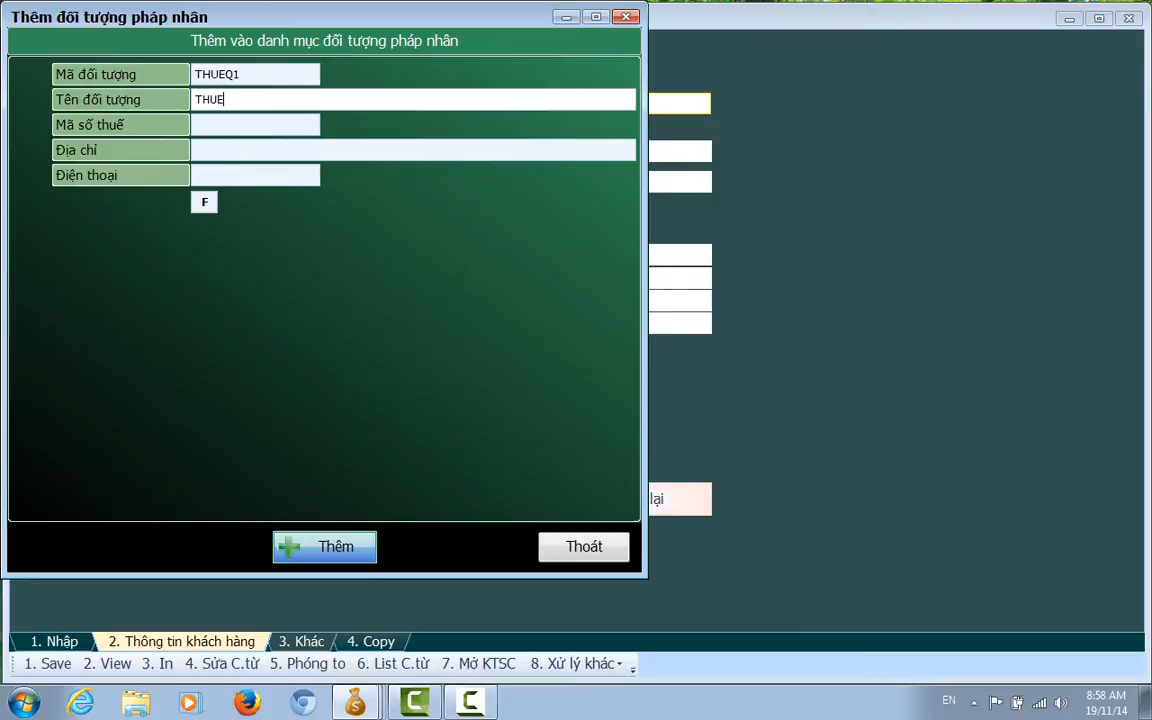 Thêm đối tượng pháp nhân
Thêm vào danh mục đối tượng pháp nhân
Mã đối tượng THUEQ1
Tên đối tượng THUE
Mã số thuế
Địa chỉ
Điện thoại
F
lại
Thêm Thoát
1. Nhập 2. Thông tin khách hàng 3. Khác 4. Copy
1. Save 2. View 3. In 4. Sửa C.từ 5. Phóng to 6. List C.từ 7. Mở KTSC 8. Xử lý khác
EN 8:58 AM
19/11/14